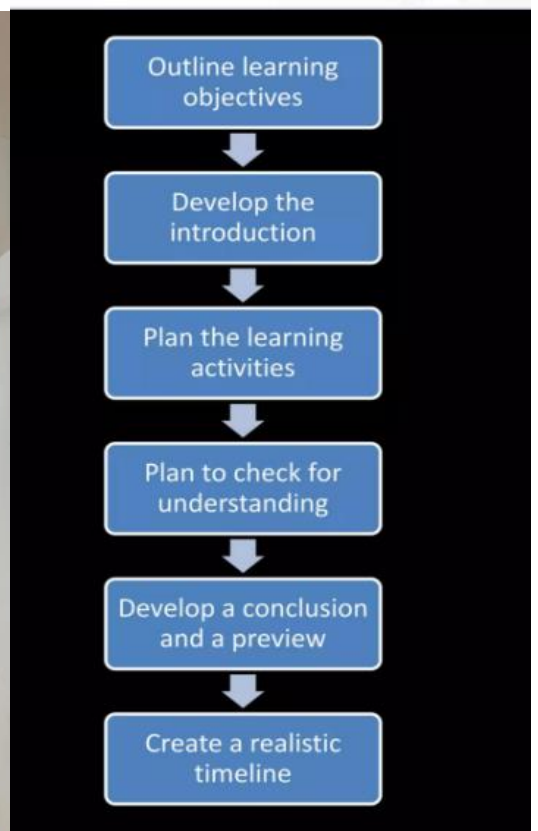 Outline learning
objectives
Develop the
introduction
Plan the learning
activities
Plan to check for
understanding
Develop a conclusion
and a preview
Create a realistic
timeline